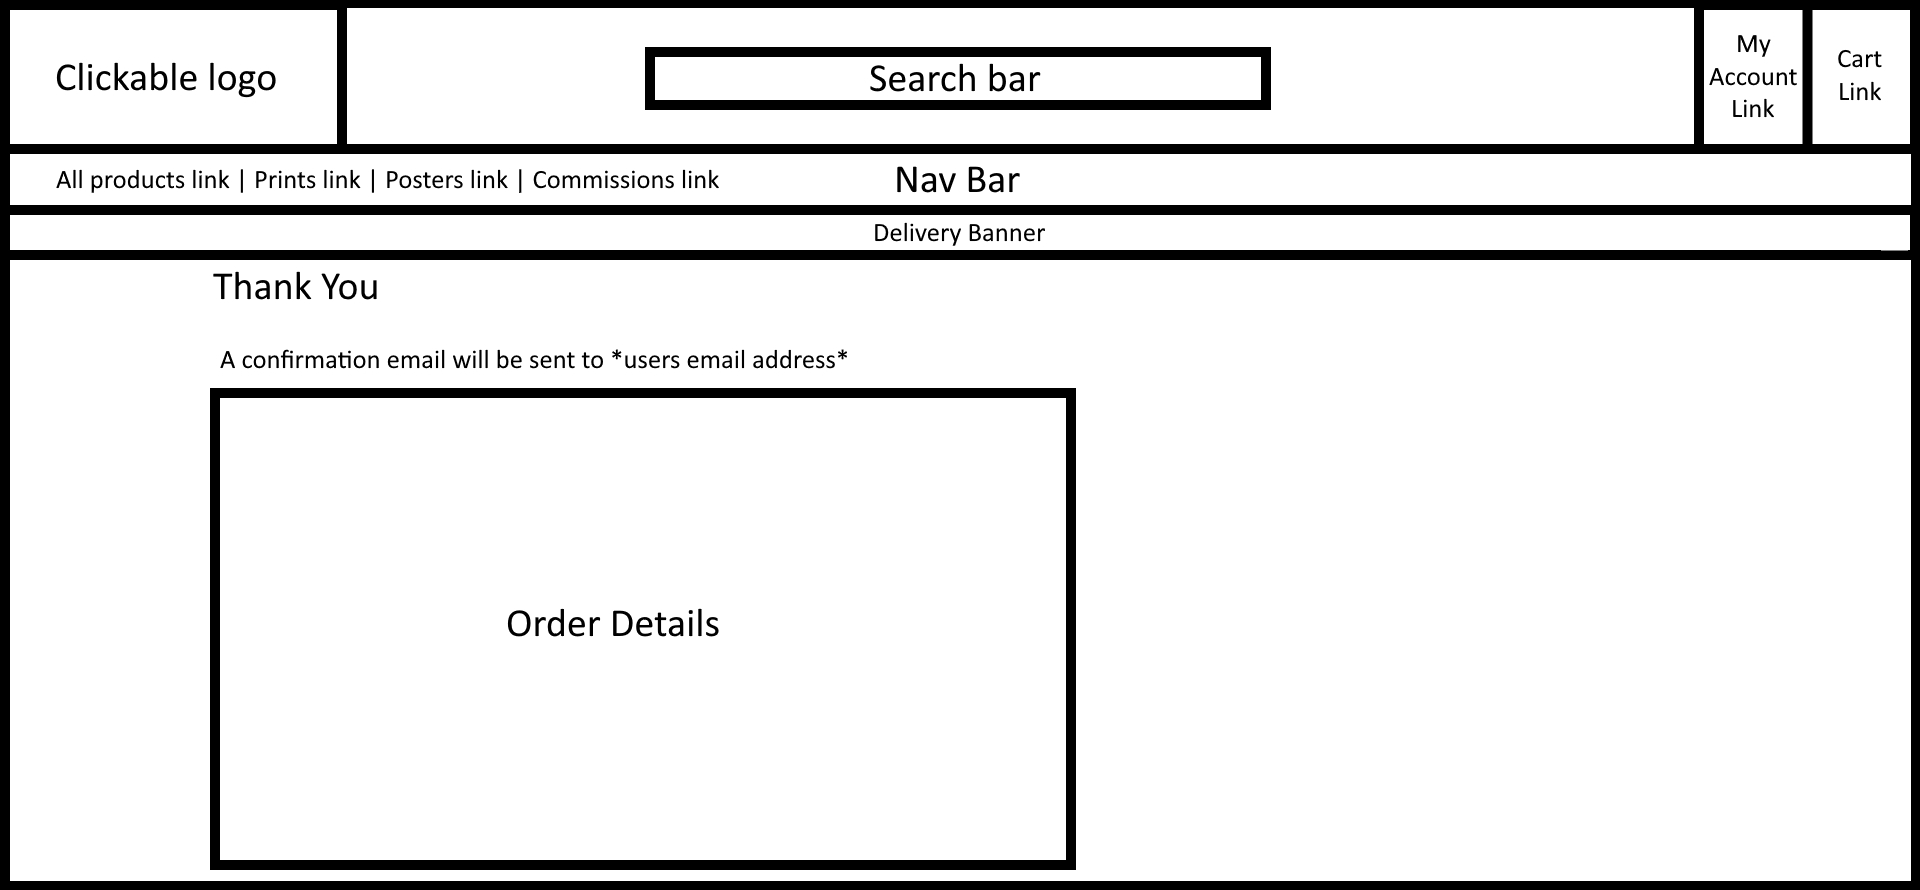 Clickable logo
Search bar
My
Account
Link
Cart
Link
All products link | Prints link | Posters link | Commissions link
Nav Bar
Delivery Banner
Thank You
A confirmation email will be sent to *users email address*
Order Details